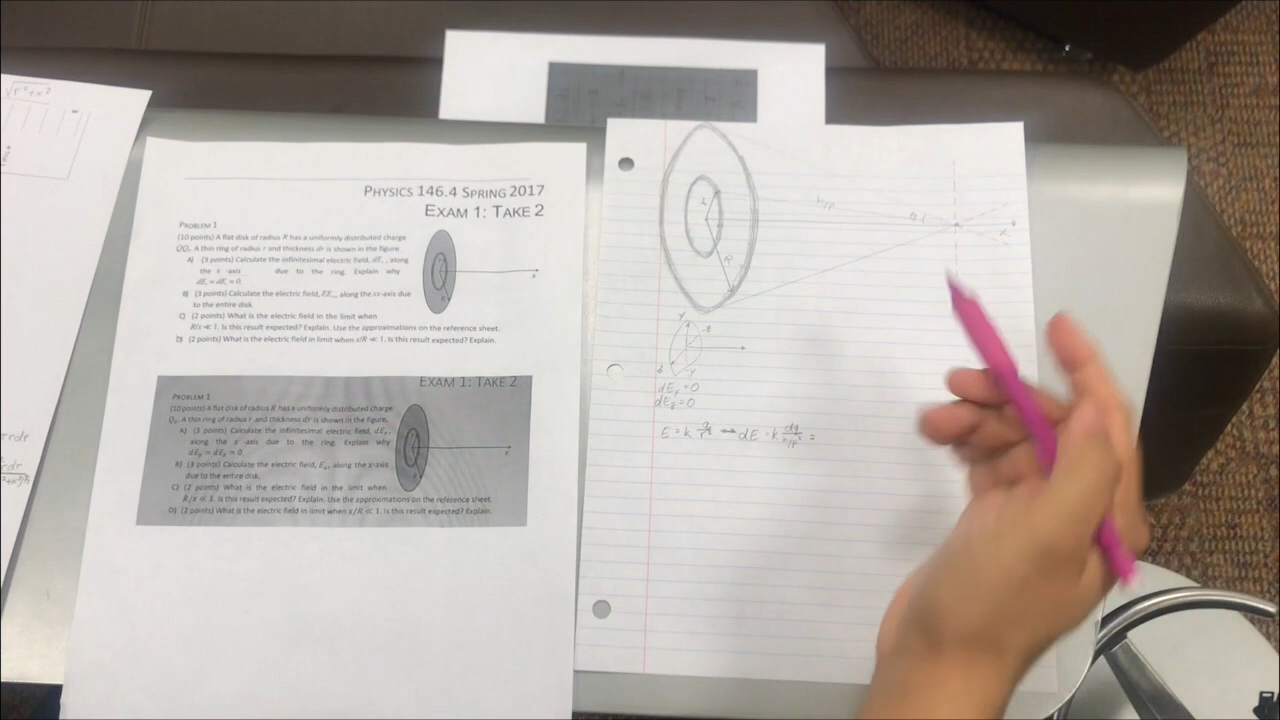 √r²+x²
PHYSICS 146.4 SPRING 2017
EXAM 1: TAKE 2
PROBLEM 1
(10 points) A flat disk of radius R has a uniformly distributed charge
QQ. A thin ring of radius r and thickness dr is shown in the figure.
A) (3 points) Calculate the infinitesimal electric field, dE , along
the x axis due to the ring. Explain why
dE = dE = 0.
B) (3 points) Calculate the electric field, EE , along the xx-axis due
to the entire disk.
C) (2 points) What is the electric field in the limit when
R/x ≪ 1. Is this result expected? Explain. Use the approximations on the reference sheet.
D) (2 points) What is the electric field in limit when x/R ≪ 1. Is this result expected? Explain.
EXAM 1: TAKE 2
PROBLEM 1
(10 points) A flat disk of radius R has a uniformly distributed charge
Q. A thin ring of radius r and thickness dr is shown in the figure.
A) (3 points) Calculate the infinitesimal electric field, dEx,
along the x axis due to the ring. Explain why
dEy = dEz = 0.
B) (3 points) Calculate the electric field, Ex, along the x-axis
due to the entire disk.
C) (2 points) What is the electric field in the limit when
R/x ≪ 1. Is this result expected? Explain. Use the approximations on the reference sheet.
D) (2 points) What is the electric field in limit when x/R ≪ 1. Is this result expected? Explain.
rdr
hyp
R
y
-z
z
-y
dEy=0
dEz=0
E = k q/r² → dE = k dq/hyp² =